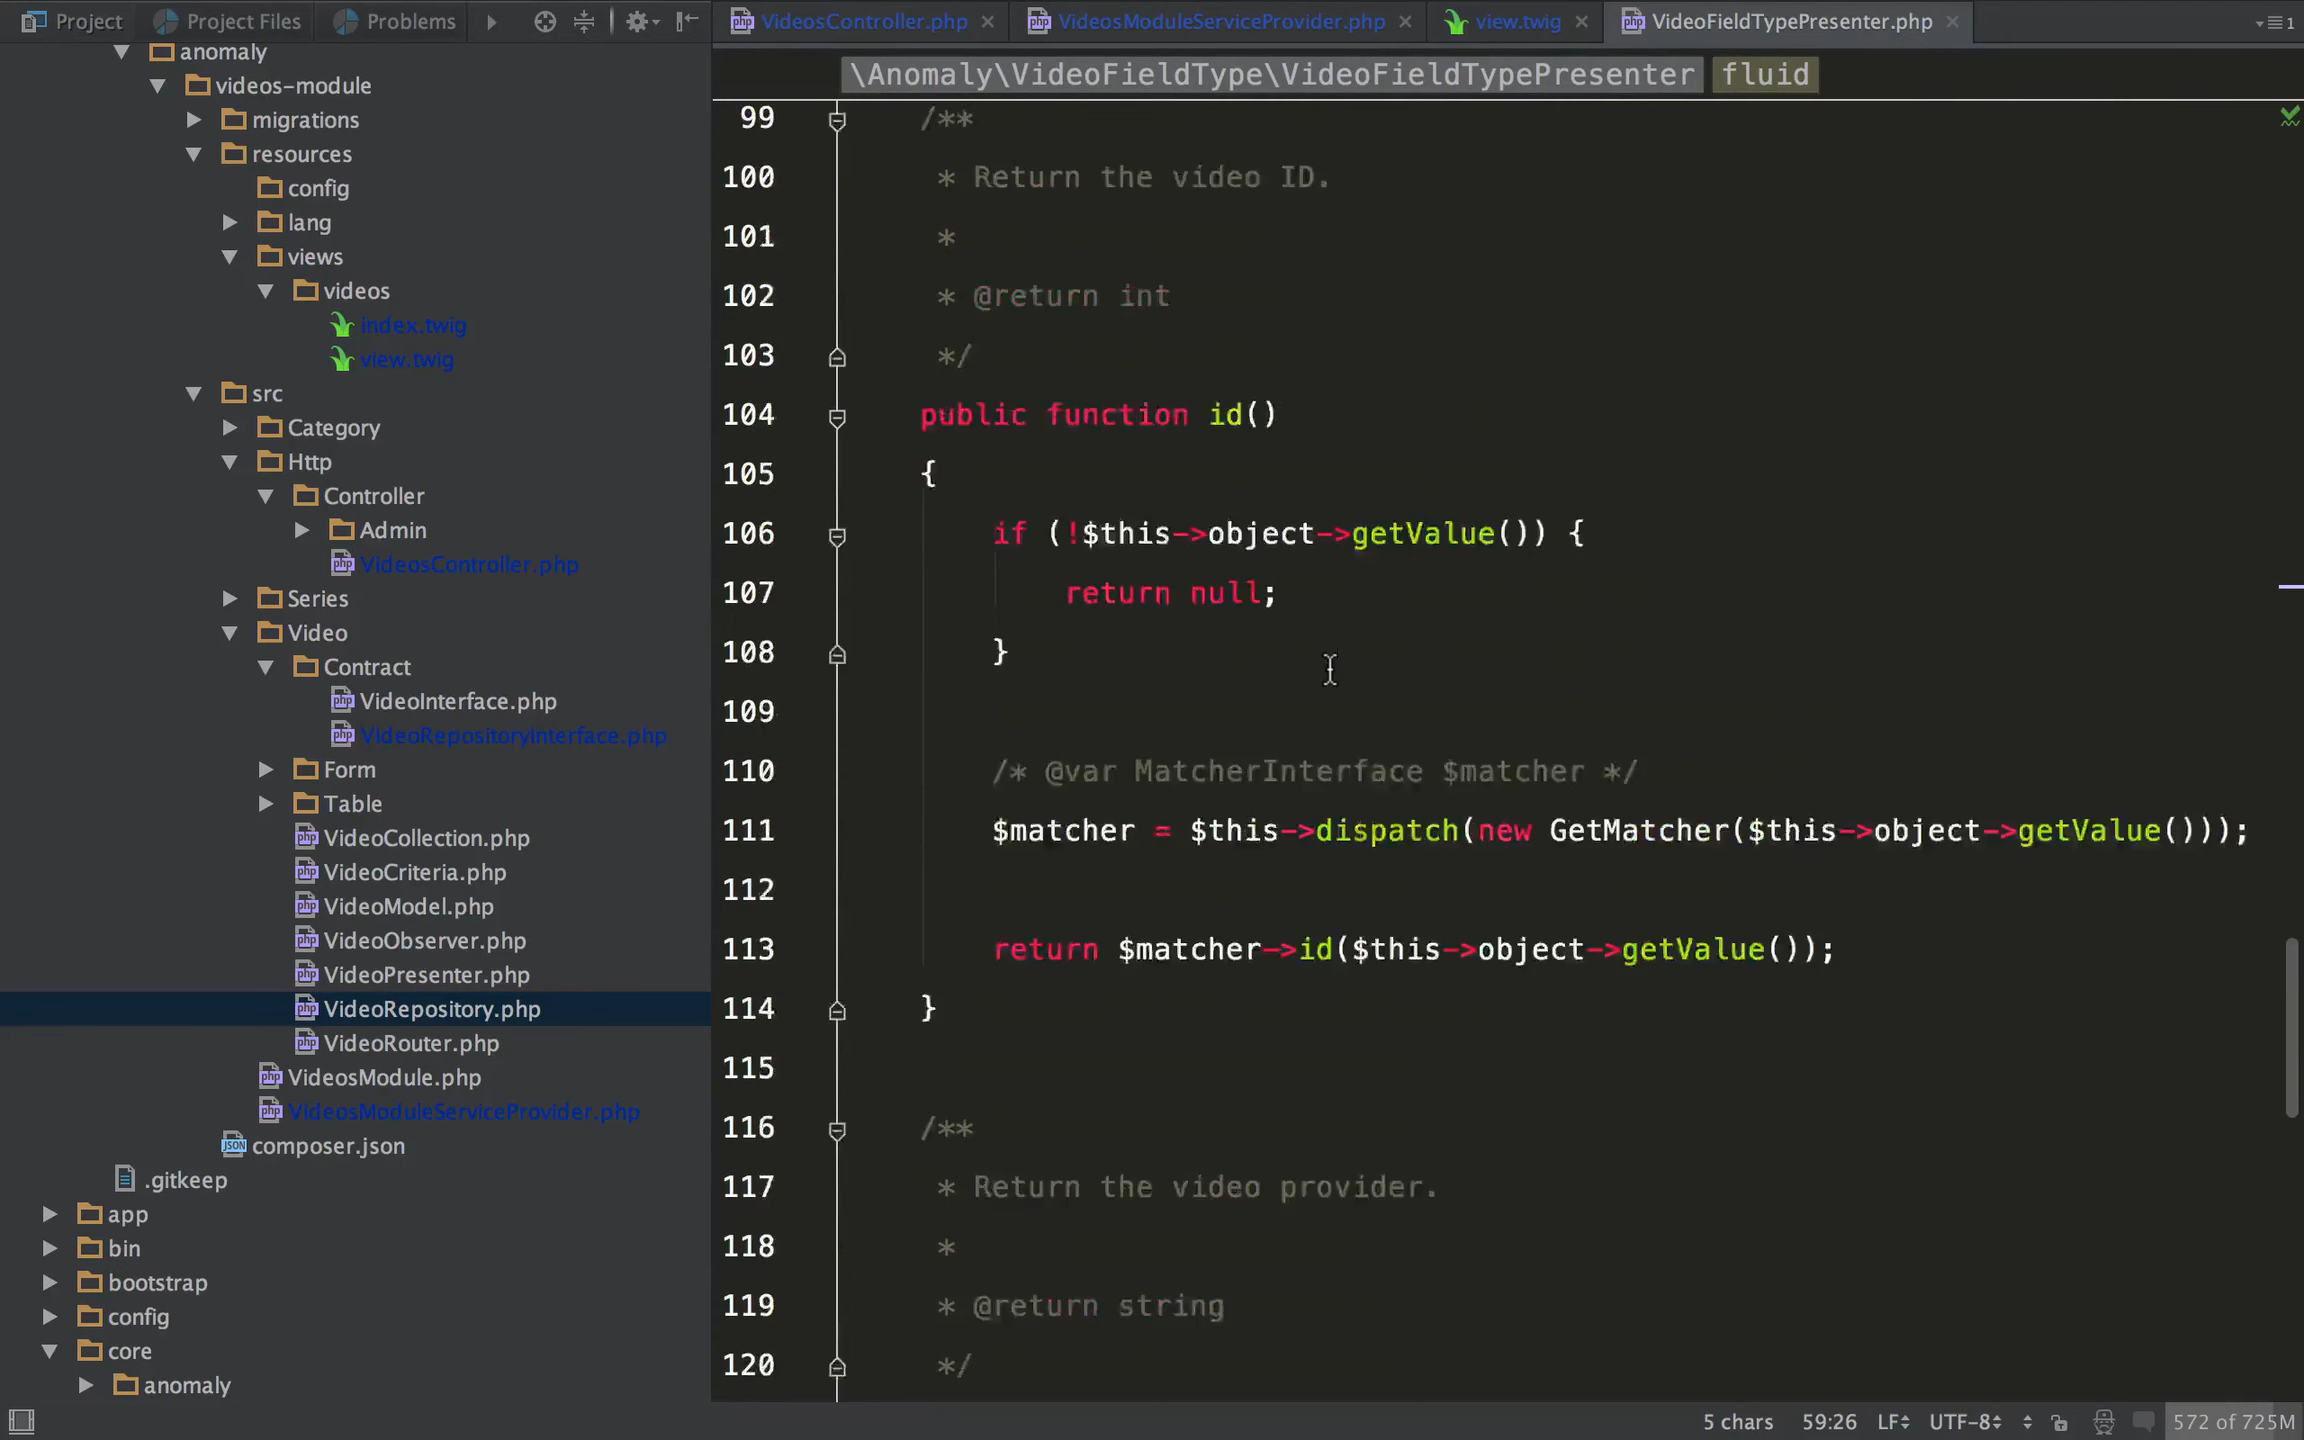 Project
Project Files
Problems
VideosController.php
VideosModuleServiceProvider.php
view.twig
VideoFieldTypePresenter.php
1
anomaly
videos-module
migrations
resources
config
lang
views
videos
index.twig
view.twig
src
Category
Http
Controller
Admin
VideosController.php
Series
Video
Contract
VideoInterface.php
VideoRepositoryInterface.php
Form
Table
VideoCollection.php
VideoCriteria.php
VideoModel.php
VideoObserver.php
VideoPresenter.php
VideoRepository.php
VideoRouter.php
VideosModule.php
VideosModuleServiceProvider.php
composer.json
.gitkeep
app
bin
bootstrap
config
core
anomaly
\Anomaly\VideoFieldType\VideoFieldTypePresenter fluid
99 /**
100 * Return the video ID.
101 *
102 * @return int
103 */
104 public function id()
105 {
106 if (!$this->object->getValue()) {
107 return null;
108 }
109
110 /* @var MatcherInterface $matcher */
111 $matcher = $this->dispatch(new GetMatcher($this->object->getValue()));
112
113 return $matcher->id($this->object->getValue());
114 }
115
116 /**
117 * Return the video provider.
118 *
119 * @return string
120 */
5 chars 59:26 LF UTF-8 572 of 725M